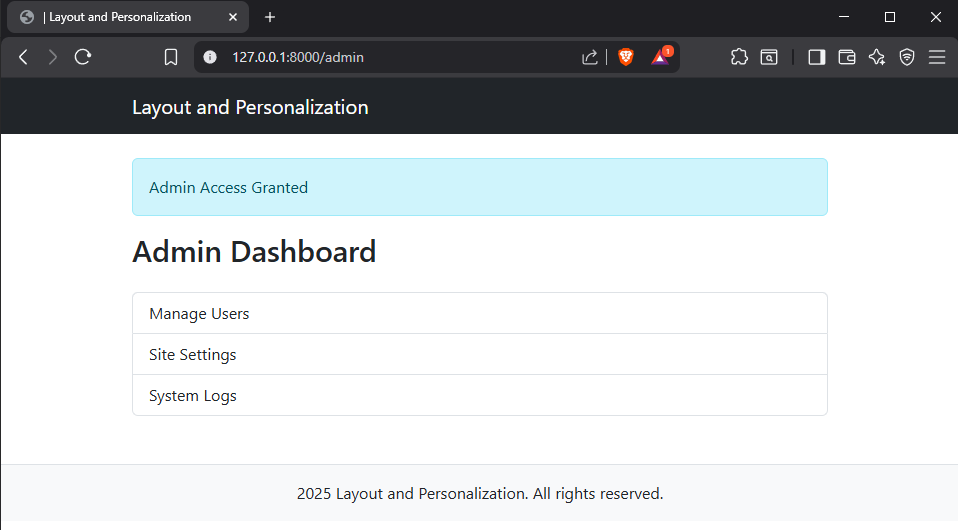 | Layout and Personalization
127.0.0.1:8000/admin
1
Layout and Personalization
Admin Access Granted
Admin Dashboard
Manage Users
Site Settings
System Logs
2025 Layout and Personalization. All rights reserved.